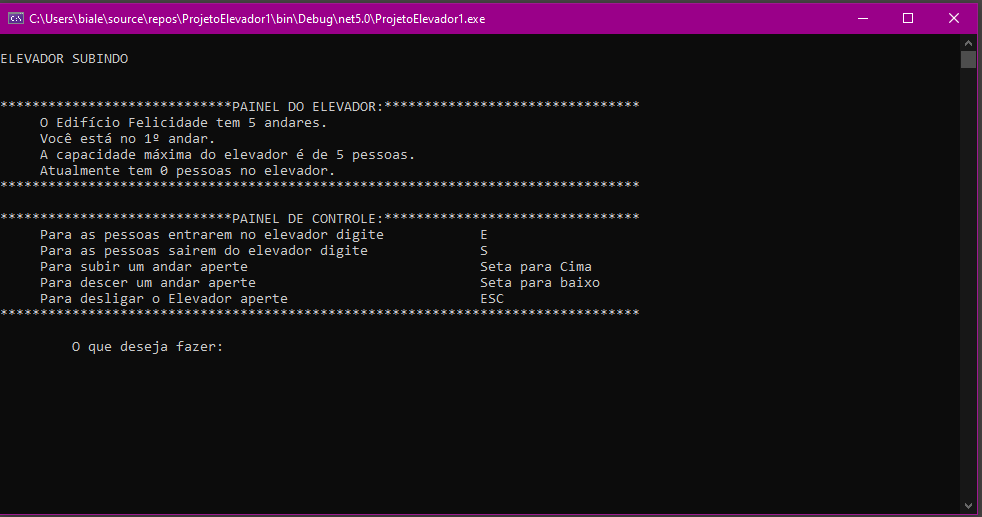 C:\Users\biale\source\repos\ProjetoElevador1\bin\Debug\net5.0\ProjetoElevador1.exe
ELEVADOR SUBINDO
*****************************PAINEL DO ELEVADOR:********************************
O Edifício Felicidade tem 5 andares.
Você está no 1º andar.
A capacidade máxima do elevador é de 5 pessoas.
Atualmente tem 0 pessoas no elevador.
********************************************************************************
*****************************PAINEL DE CONTROLE:********************************
Para as pessoas entrarem no elevador digite E
Para as pessoas sairem do elevador digite S
Para subir um andar aperte Seta para Cima
Para descer um andar aperte Seta para baixo
Para desligar o Elevador aperte ESC
********************************************************************************
O que deseja fazer: